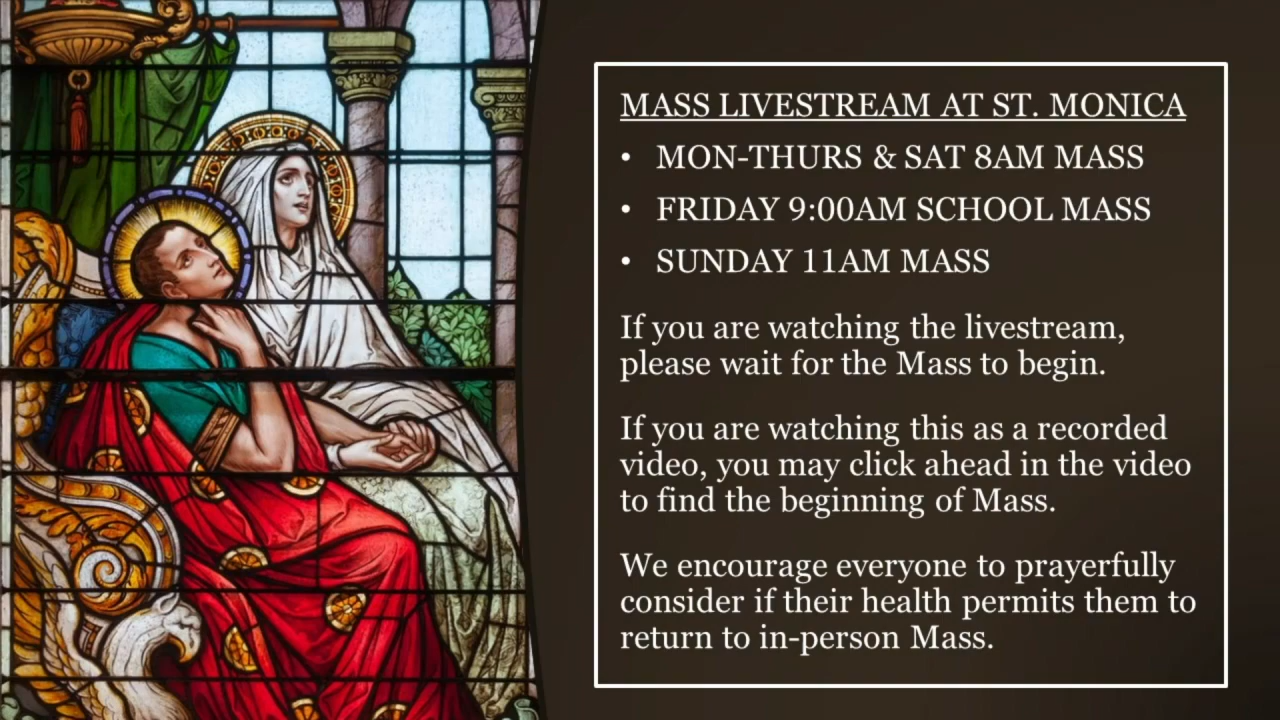 MASS LIVESTREAM AT ST. MONICA
• MON-THURS & SAT 8AM MASS
• FRIDAY 9:00AM SCHOOL MASS
• SUNDAY 11AM MASS
If you are watching the livestream,
please wait for the Mass to begin.
If you are watching this as a recorded
video, you may click ahead in the video
to find the beginning of Mass.
We encourage everyone to prayerfully
consider if their health permits them to
return to in-person Mass.